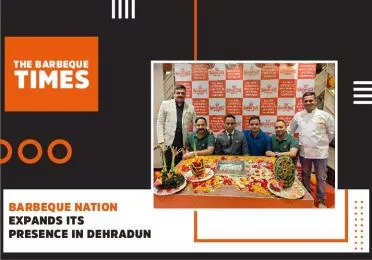 THE BARBEQUE
TIMES
BARBEQUE NATION
EXPANDS ITS
PRESENCE IN DEHRADUN